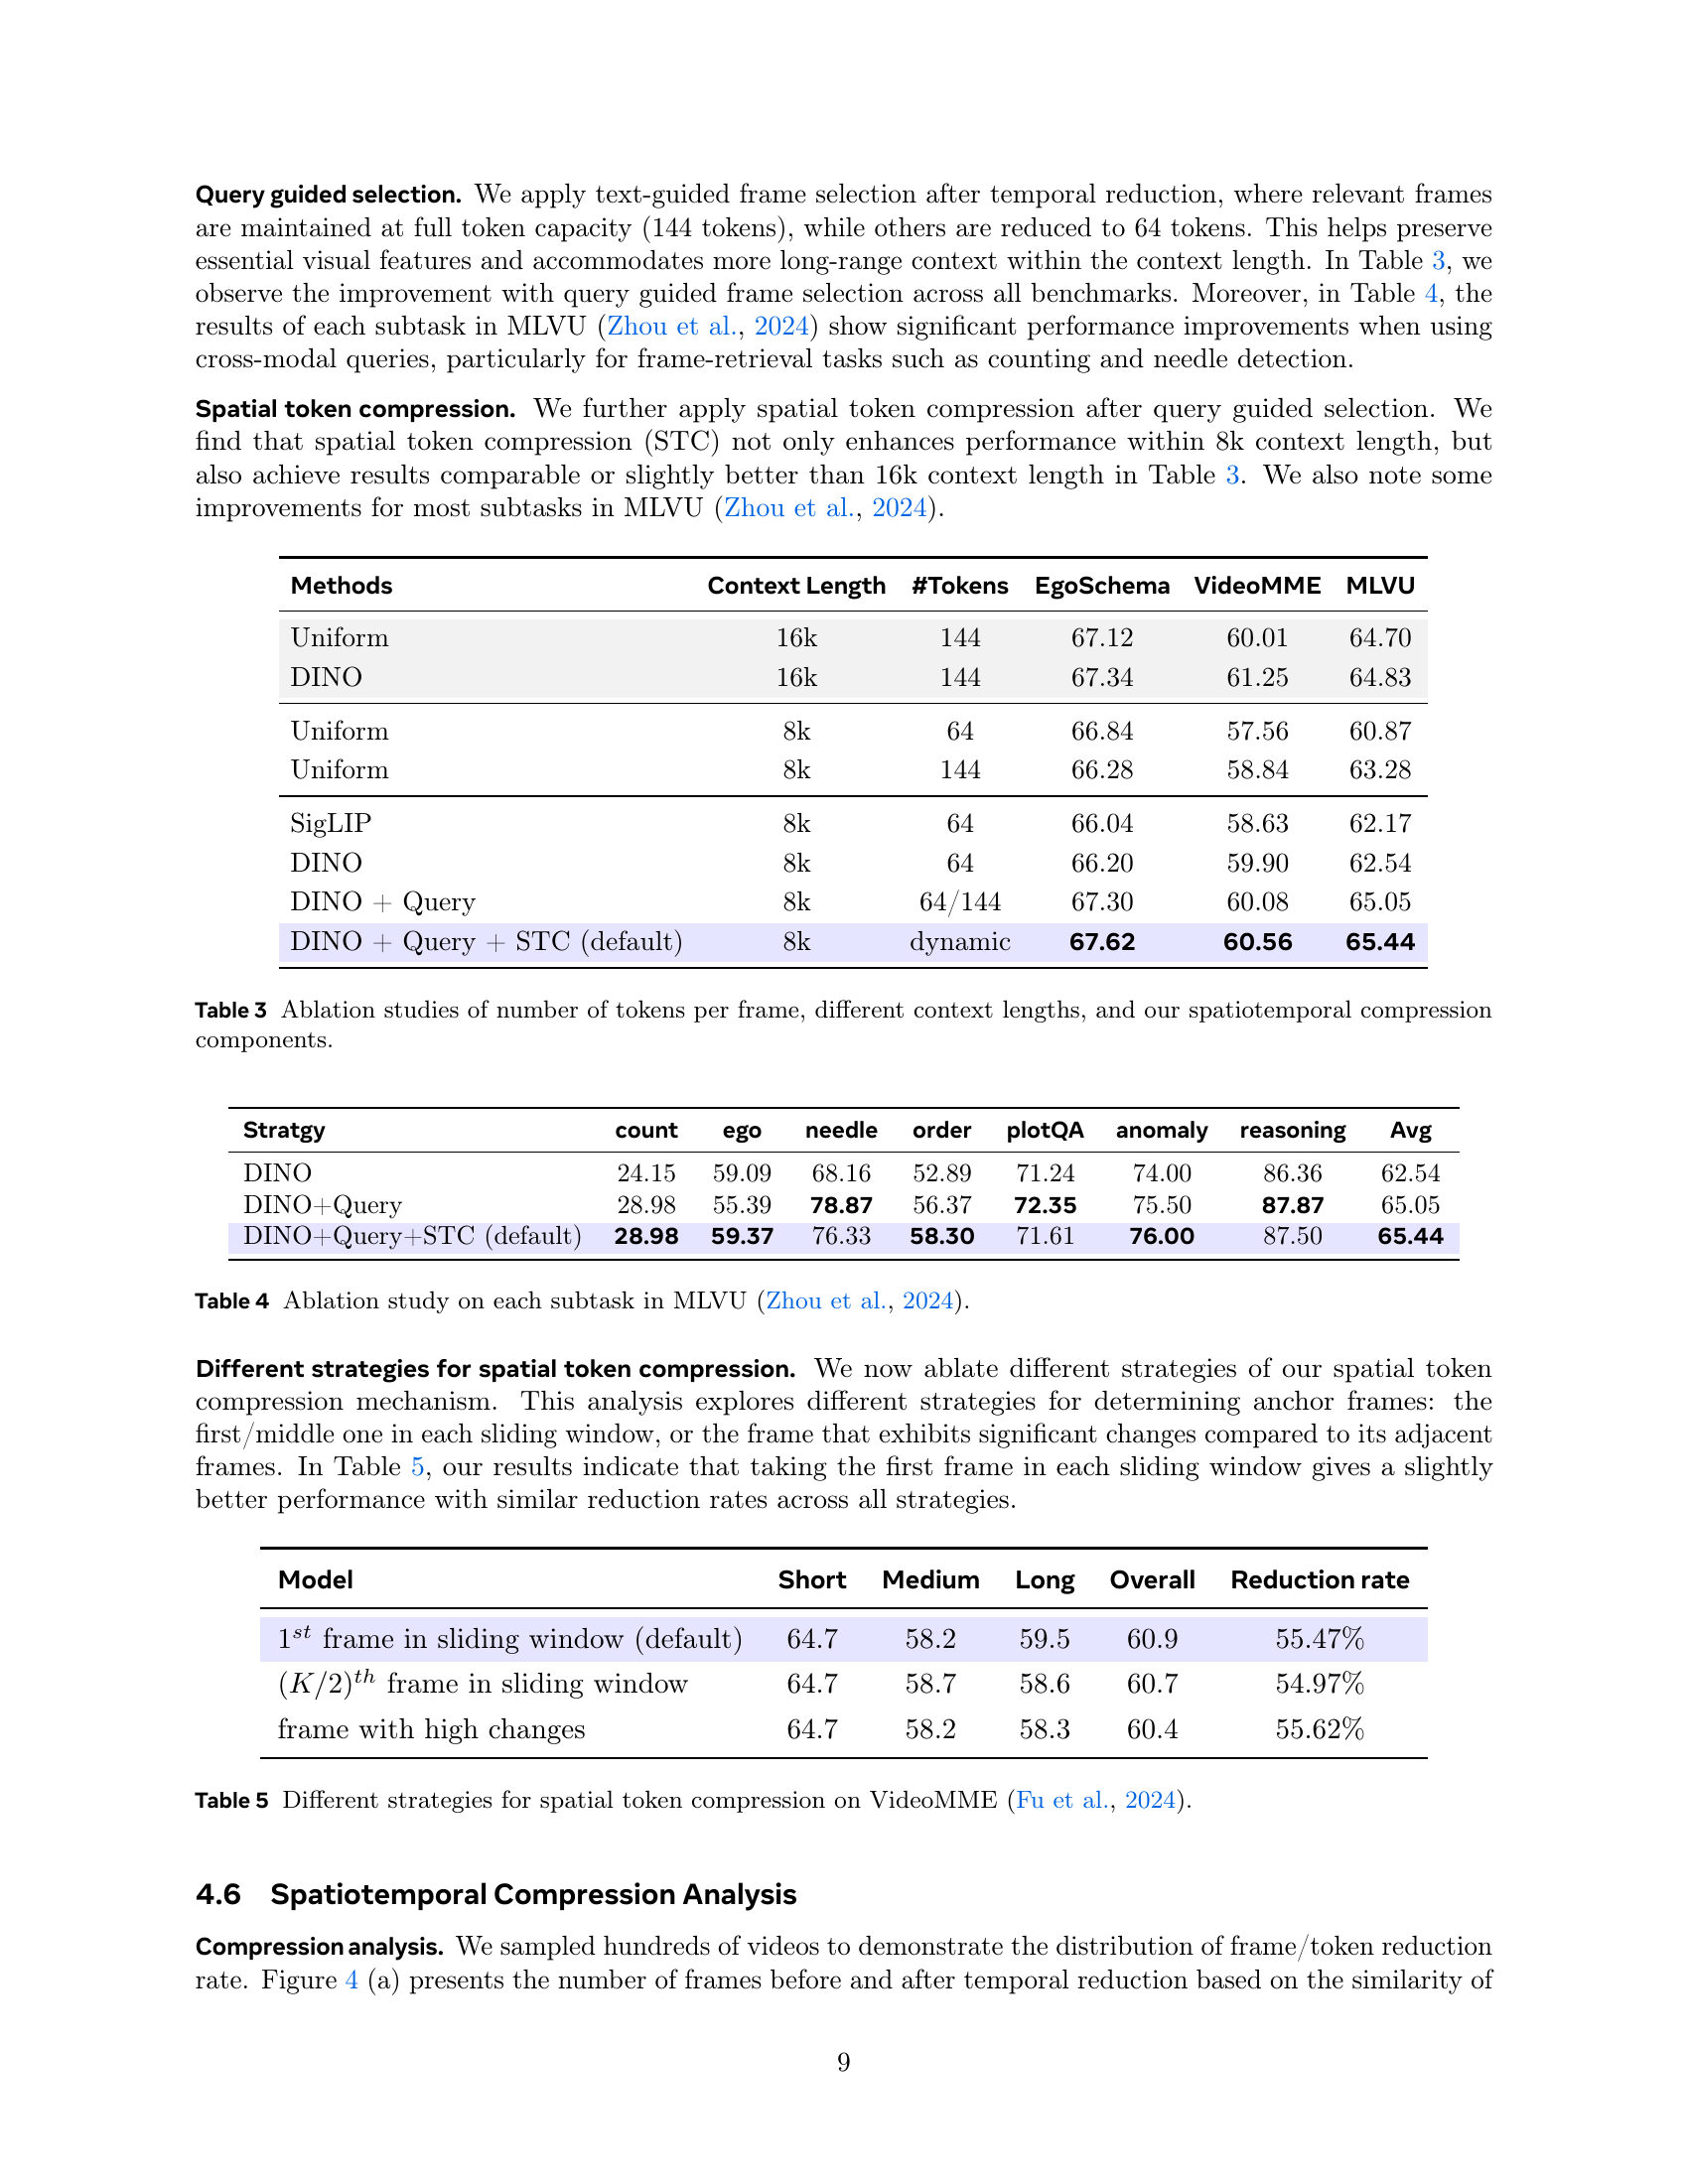 Query guided selection. We apply text-guided frame selection after temporal reduction, where relevant frames
are maintained at full token capacity (144 tokens), while others are reduced to 64 tokens. This helps preserve
essential visual features and accommodates more long-range context within the context length. In Table 3, we
observe the improvement with query guided frame selection across all benchmarks. Moreover, in Table 4, the
results of each subtask in MLVU (Zhou et al., 2024) show significant performance improvements when using
cross-modal queries, particularly for frame-retrieval tasks such as counting and needle detection.
Spatial token compression. We further apply spatial token compression after query guided selection. We
find that spatial token compression (STC) not only enhances performance within 8k context length, but
also achieve results comparable or slightly better than 16k context length in Table 3. We also note some
improvements for most subtasks in MLVU (Zhou et al., 2024).
Methods Context Length #Tokens EgoSchema VideoMME MLVU
Uniform 16k 144 67.12 60.01 64.70
DINO 16k 144 67.34 61.25 64.83
Uniform 8k 64 66.84 57.56 60.87
Uniform 8k 144 66.28 58.84 63.28
SigLIP 8k 64 66.04 58.63 62.17
DINO 8k 64 66.20 59.90 62.54
DINO + Query 8k 64/144 67.30 60.08 65.05
DINO + Query + STC (default) 8k dynamic 67.62 60.56 65.44
Table 3 Ablation studies of number of tokens per frame, different context lengths, and our spatiotemporal compression
components.
Stratgy count ego needle order plotQA anomaly reasoning Avg
DINO 24.15 59.09 68.16 52.89 71.24 74.00 86.36 62.54
DINO+Query 28.98 55.39 78.87 56.37 72.35 75.50 87.87 65.05
DINO+Query+STC (default) 28.98 59.37 76.33 58.30 71.61 76.00 87.50 65.44
Table 4 Ablation study on each subtask in MLVU (Zhou et al., 2024).
Different strategies for spatial token compression. We now ablate different strategies of our spatial token
compression mechanism. This analysis explores different strategies for determining anchor frames: the
first/middle one in each sliding window, or the frame that exhibits significant changes compared to its adjacent
frames. In Table 5, our results indicate that taking the first frame in each sliding window gives a slightly
better performance with similar reduction rates across all strategies.
Model Short Medium Long Overall Reduction rate
1st frame in sliding window (default) 64.7 58.2 59.5 60.9 55.47%
(K/2)th frame in sliding window 64.7 58.7 58.6 60.7 54.97%
frame with high changes 64.7 58.2 58.3 60.4 55.62%
Table 5 Different strategies for spatial token compression on VideoMME (Fu et al., 2024).
4.6 Spatiotemporal Compression Analysis
Compression analysis. We sampled hundreds of videos to demonstrate the distribution of frame/token reduction
rate. Figure 4 (a) presents the number of frames before and after temporal reduction based on the similarity of
9